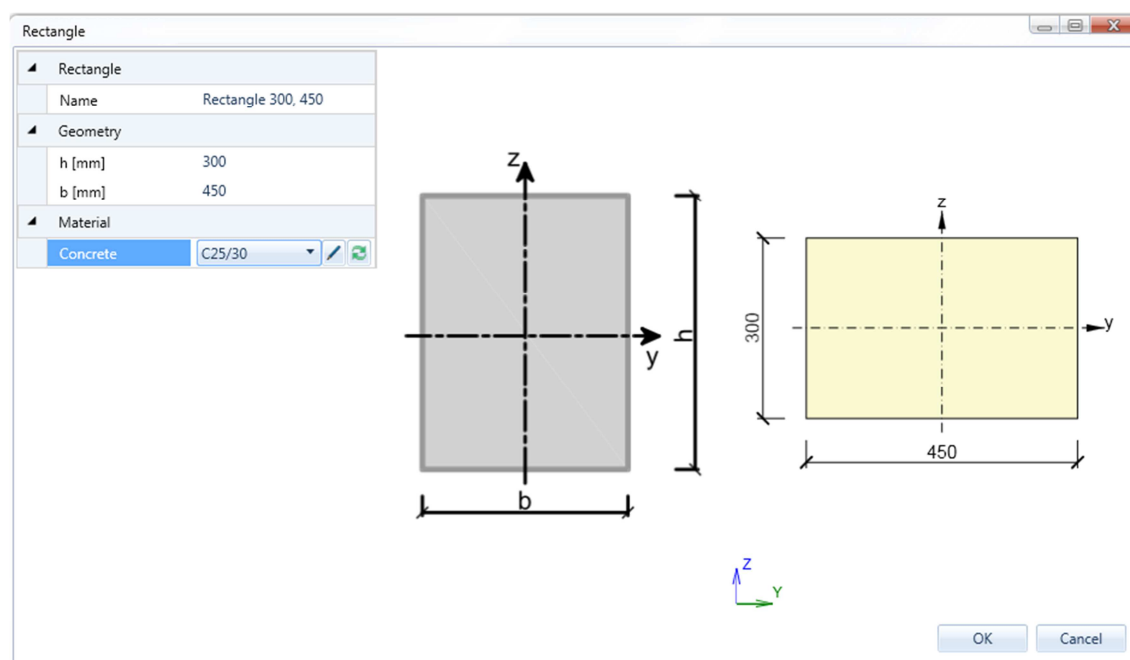 Rectangle
Rectangle
Name Rectangle 300, 450
Geometry
h [mm] 300
b [mm] 450
Material
Concrete C25/30
z
y
h
b
z
y
300
450
Z
Y
OK Cancel